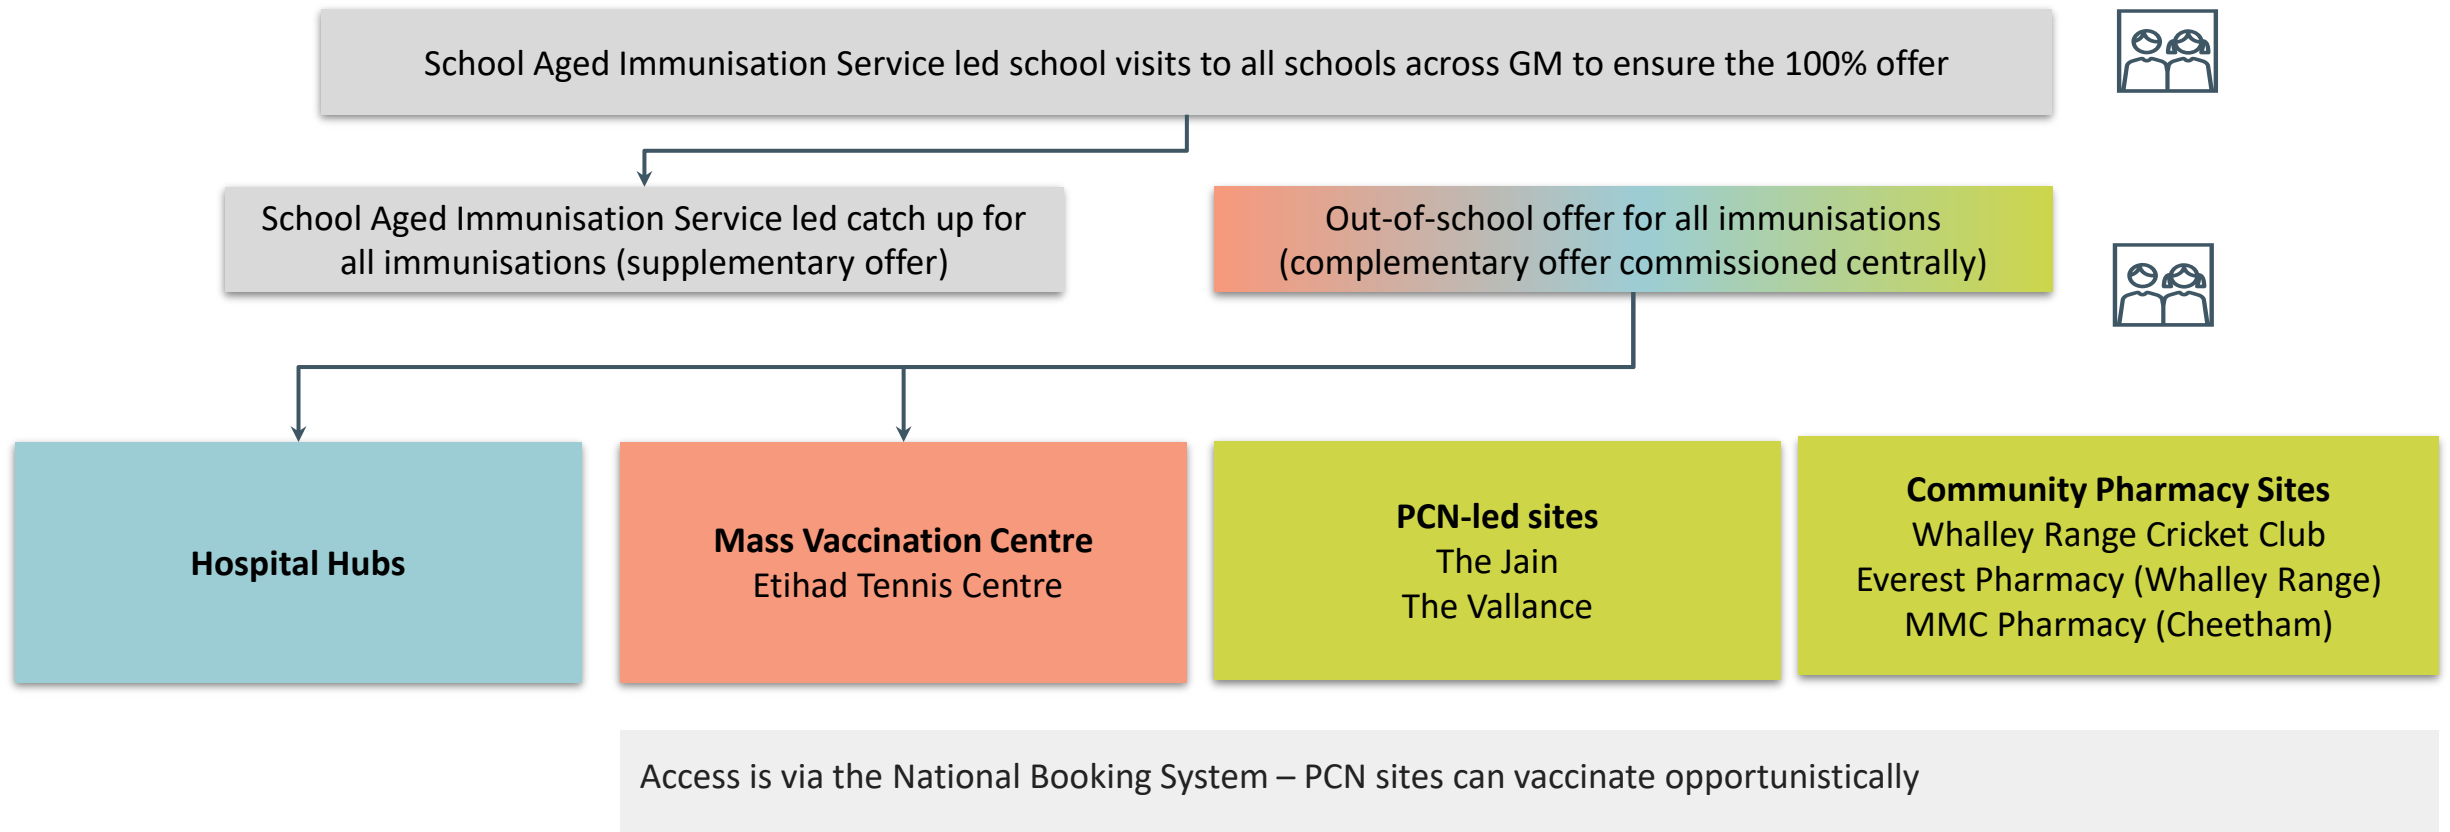 School Aged Immunisation Service led school visits to all schools across GM to ensure the 100% offer
School Aged Immunisation Service led catch up for
all immunisations (supplementary offer)
Out-of-school offer for all immunisations
(complementary offer commissioned centrally)
Hospital Hubs
Mass Vaccination Centre
Etihad Tennis Centre
PCN-led sites
The Jain
The Vallance
Community Pharmacy Sites
Whalley Range Cricket Club
Everest Pharmacy (Whalley Range)
MMC Pharmacy (Cheetham)
Access is via the National Booking System – PCN sites can vaccinate opportunistically